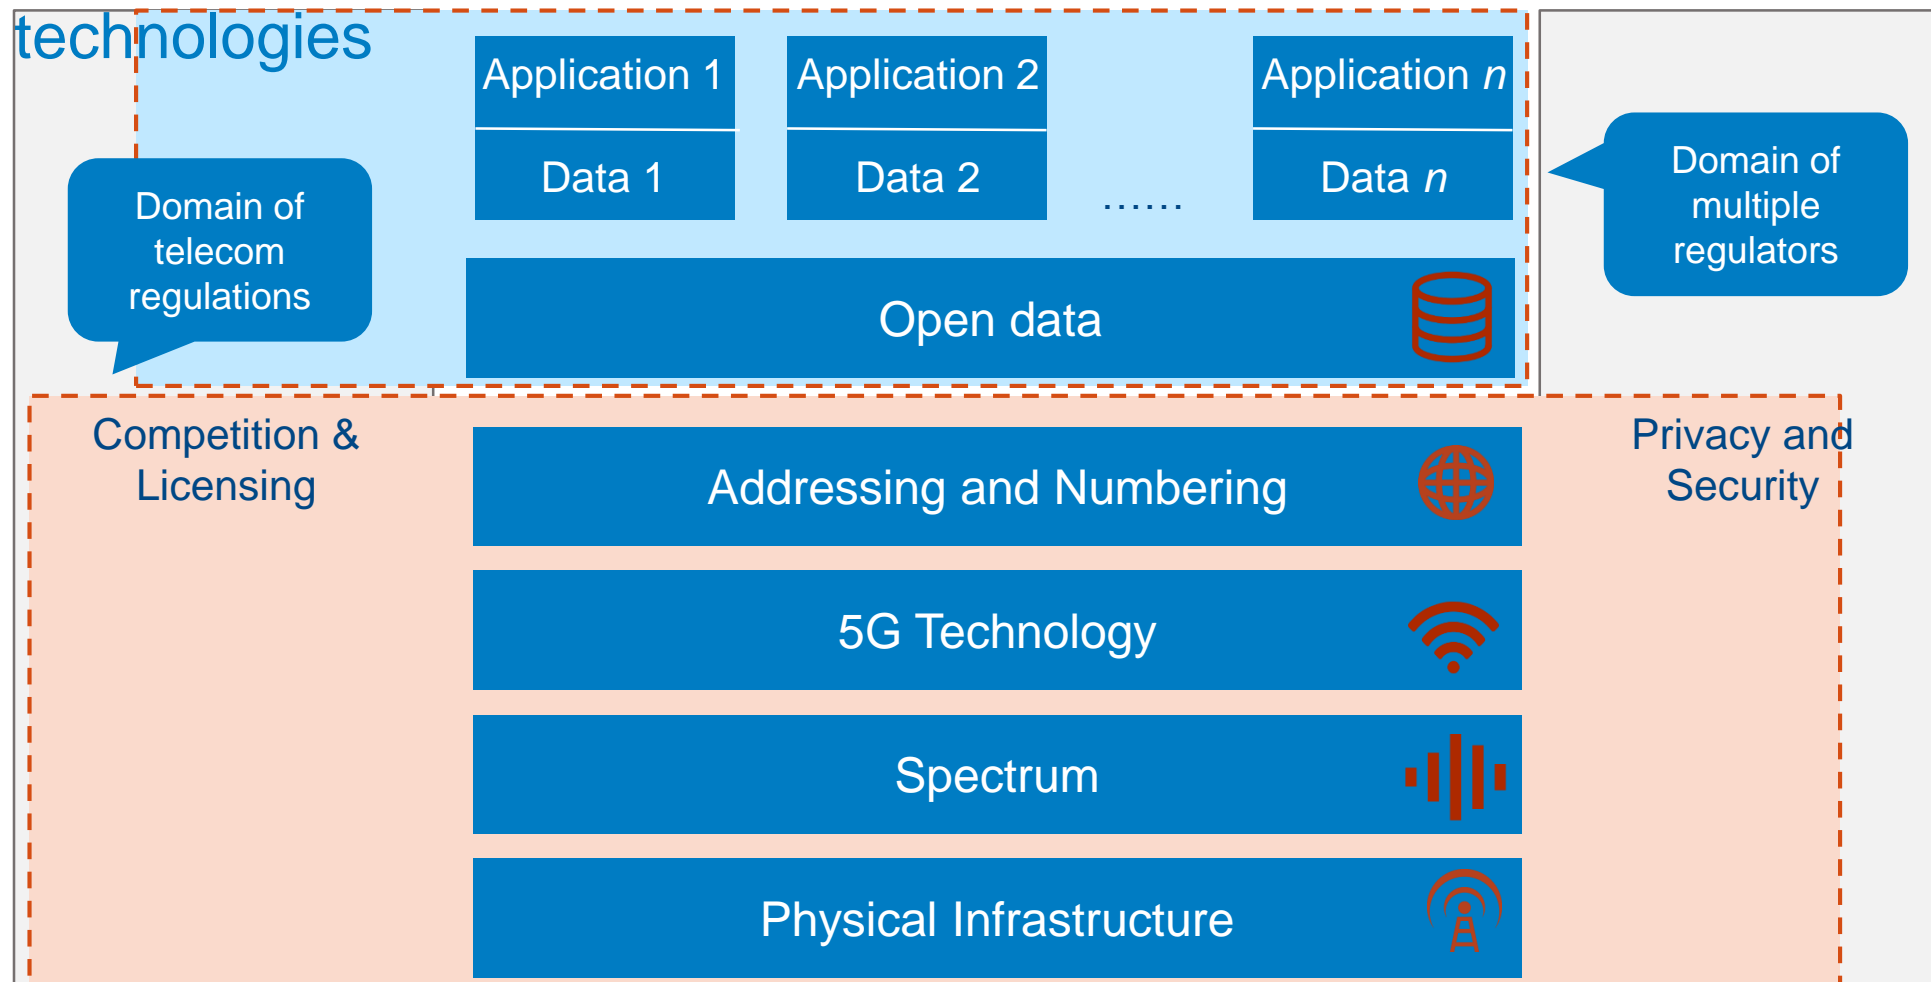 technologies
Application 1
Application 2
Application n
Data 1
Data 2
......
Data n
Domain of
telecom
regulations
Domain of
multiple
regulators
Open data
Competition &
Licensing
Privacy and
Security
Addressing and Numbering
5G Technology
Spectrum
Physical Infrastructure